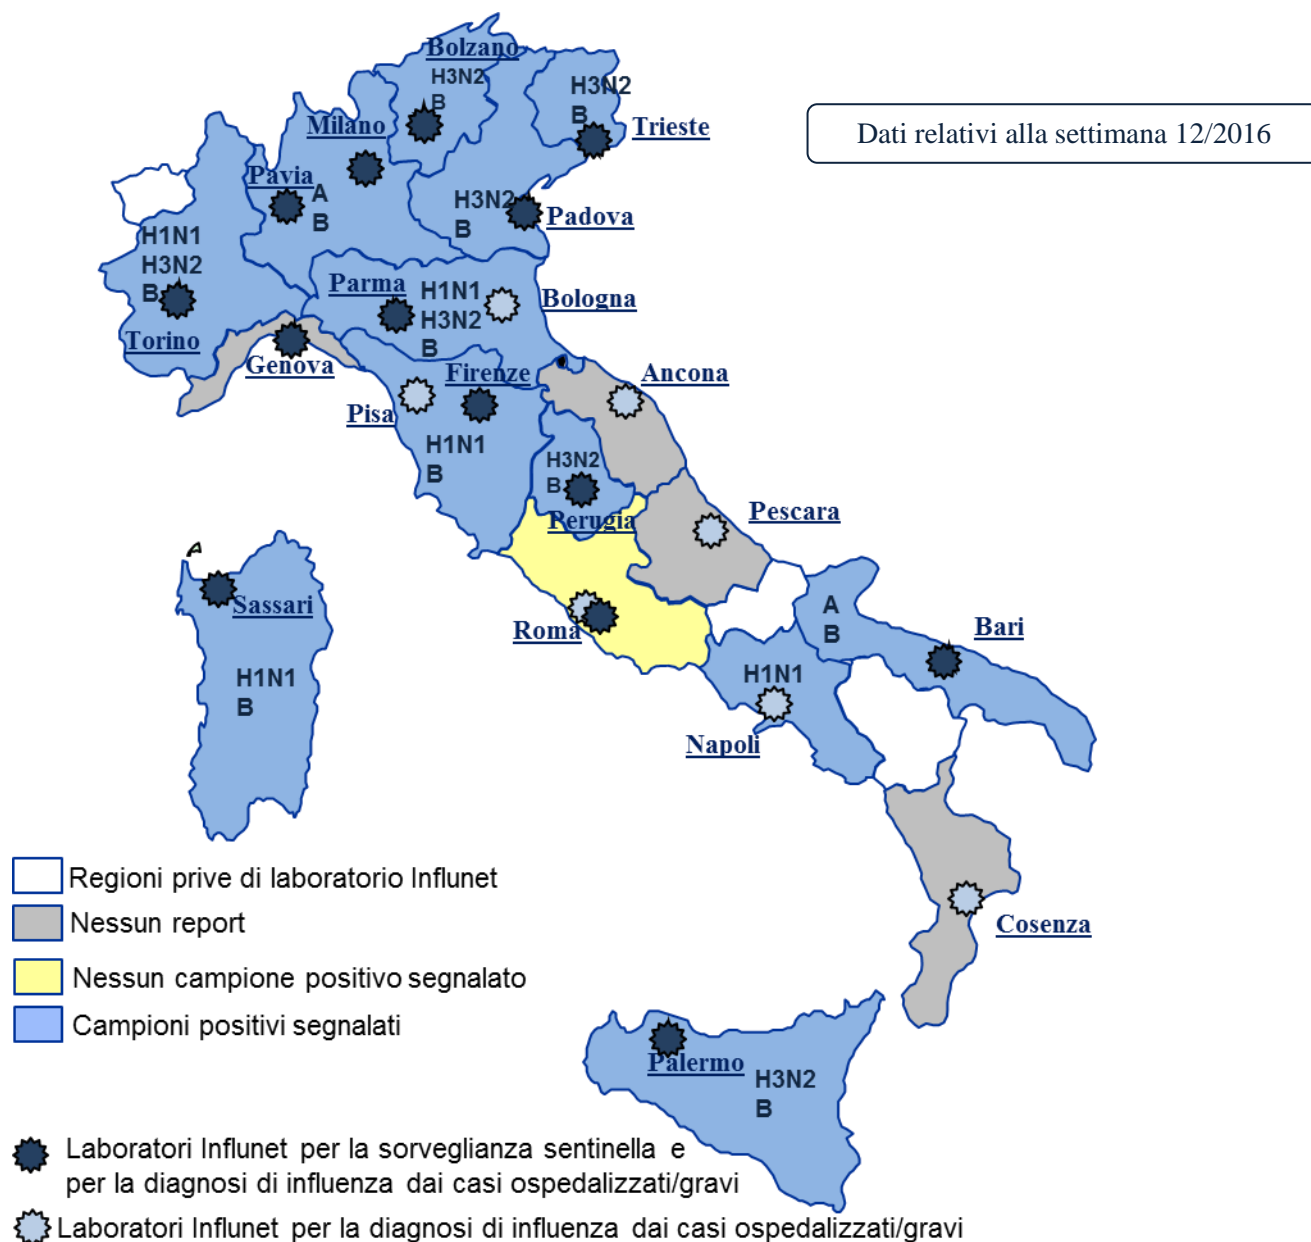 Bolzano
H3N2
B
H3N2
B
Trieste
Dati relativi alla settimana 12/2016
Milano
Pavia
A
B
H3N2
B
Padova
H1N1
H3N2
B
Torino
Parma
H1N1
H3N2
B
Bologna
Genova
Firenze
Ancona
Pisa
H1N1
B
H3N2
B
Perugia
Pescara
A
Sassari
H1N1
B
Roma
A
B
Bari
H1N1
Napoli
Regioni prive di laboratorio Influnet
Nessun report
Cosenza
Nessun campione positivo segnalato
Campioni positivi segnalati
Palermo
H3N2
B
Laboratori Influnet per la sorveglianza sentinella e
per la diagnosi di influenza dai casi ospedalizzati/gravi
Laboratori Influnet per la diagnosi di influenza dai casi ospedalizzati/gravi